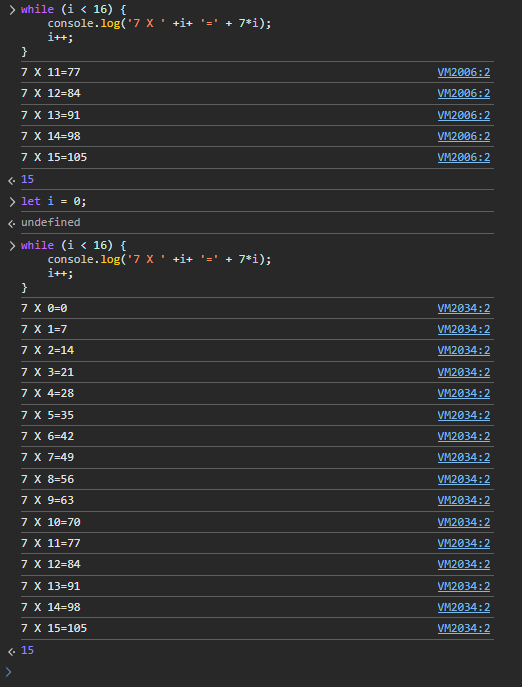 while (i < 16) {
    console.log('7 X ' +i+ '=' + 7*i);
    i++;
}
7 X 11=77 VM2006:2
7 X 12=84 VM2006:2
7 X 13=91 VM2006:2
7 X 14=98 VM2006:2
7 X 15=105 VM2006:2
15
let i = 0;
undefined
while (i < 16) {
    console.log('7 X ' +i+ '=' + 7*i);
    i++;
}
7 X 0=0 VM2034:2
7 X 1=7 VM2034:2
7 X 2=14 VM2034:2
7 X 3=21 VM2034:2
7 X 4=28 VM2034:2
7 X 5=35 VM2034:2
7 X 6=42 VM2034:2
7 X 7=49 VM2034:2
7 X 8=56 VM2034:2
7 X 9=63 VM2034:2
7 X 10=70 VM2034:2
7 X 11=77 VM2034:2
7 X 12=84 VM2034:2
7 X 13=91 VM2034:2
7 X 14=98 VM2034:2
7 X 15=105 VM2034:2
15